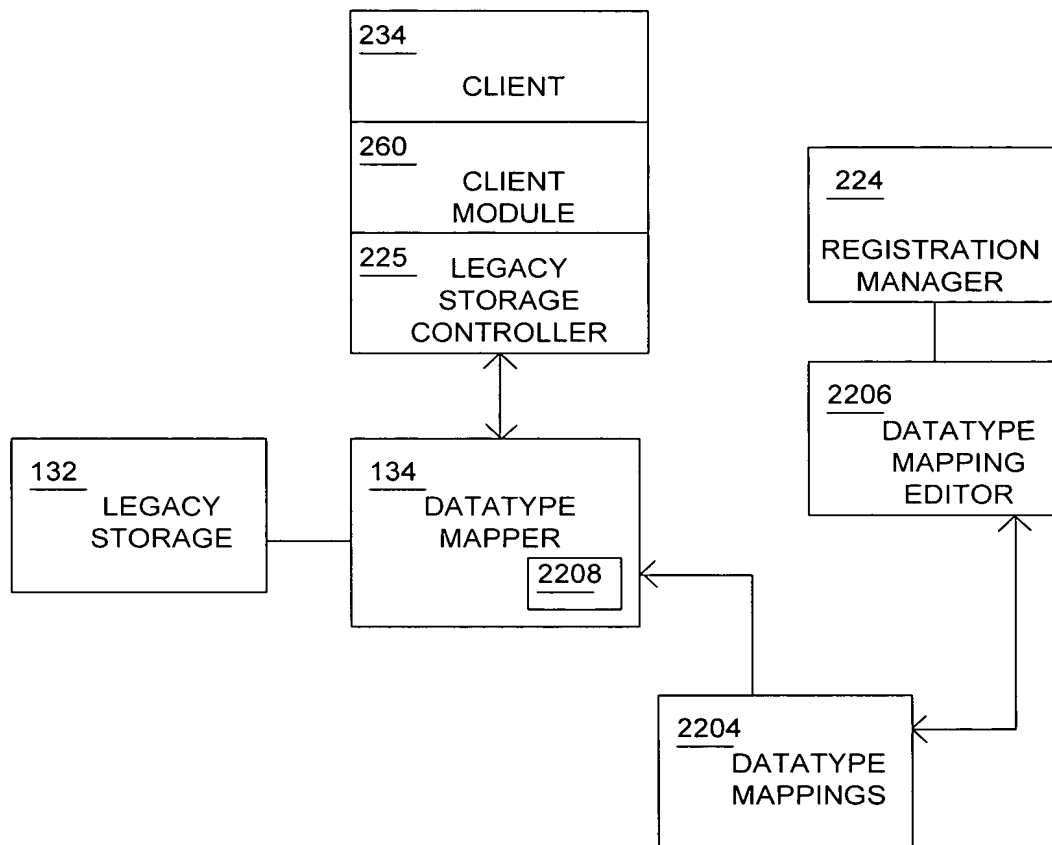 234
CLIENT
260
CLIENT
MODULE
225
LEGACY
STORAGE
CONTROLLER
224
REGISTRATION
MANAGER
2206
DATATYPE
MAPPING
EDITOR
132
LEGACY
STORAGE
134
DATATYPE
MAPPER
2208
2204
DATATYPE
MAPPINGS